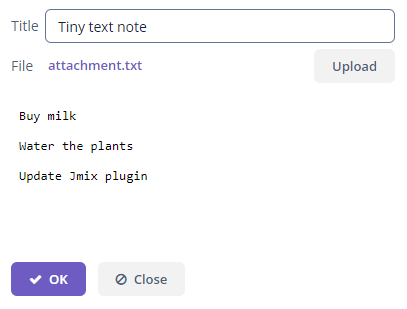 Title Tiny text note
File attachment.txt Upload
Buy milk
Water the plants
Update Jmix plugin
OK Close